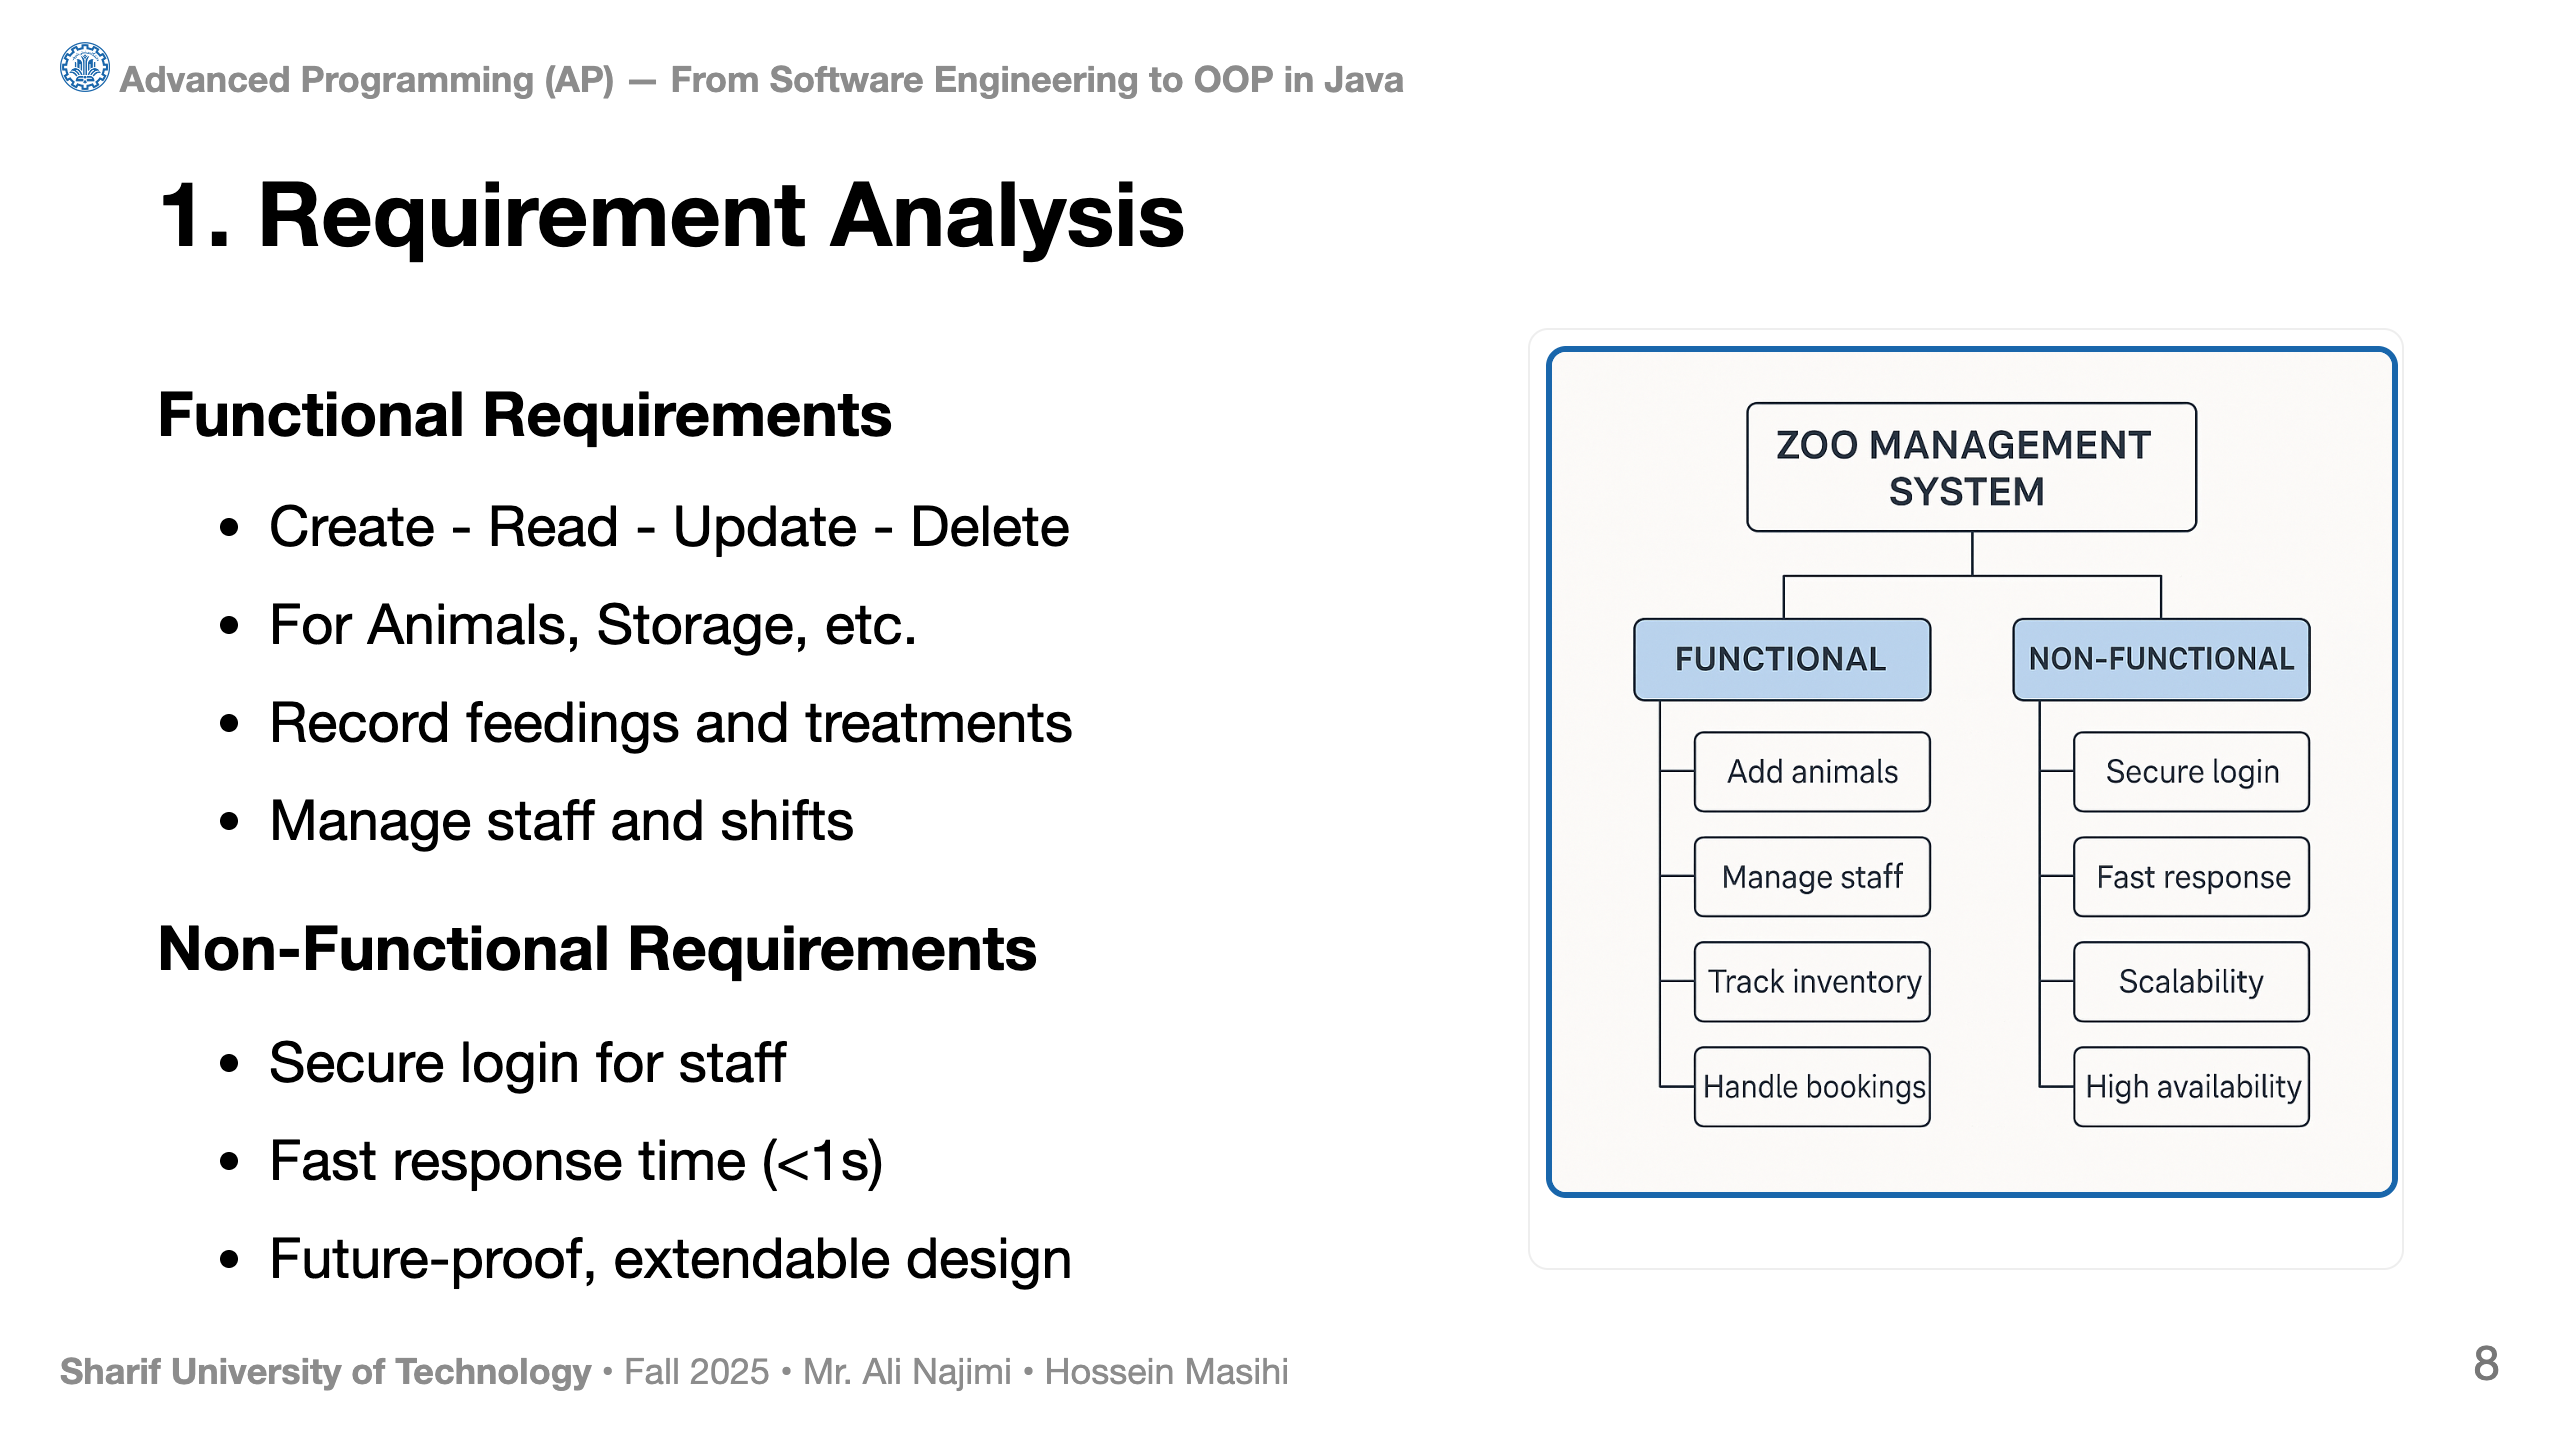 Advanced Programming (AP) — From Software Engineering to OOP in Java
1. Requirement Analysis
Functional Requirements
• Create - Read - Update - Delete
• For Animals, Storage, etc.
• Record feedings and treatments
• Manage staff and shifts
Non-Functional Requirements
• Secure login for staff
• Fast response time (<1s)
• Future-proof, extendable design
ZOO MANAGEMENT
SYSTEM
FUNCTIONAL
Add animals
Manage staff
Track inventory
Handle bookings
NON-FUNCTIONAL
Secure login
Fast response
Scalability
High availability
Sharif University of Technology • Fall 2025 • Mr. Ali Najimi • Hossein Masihi
8